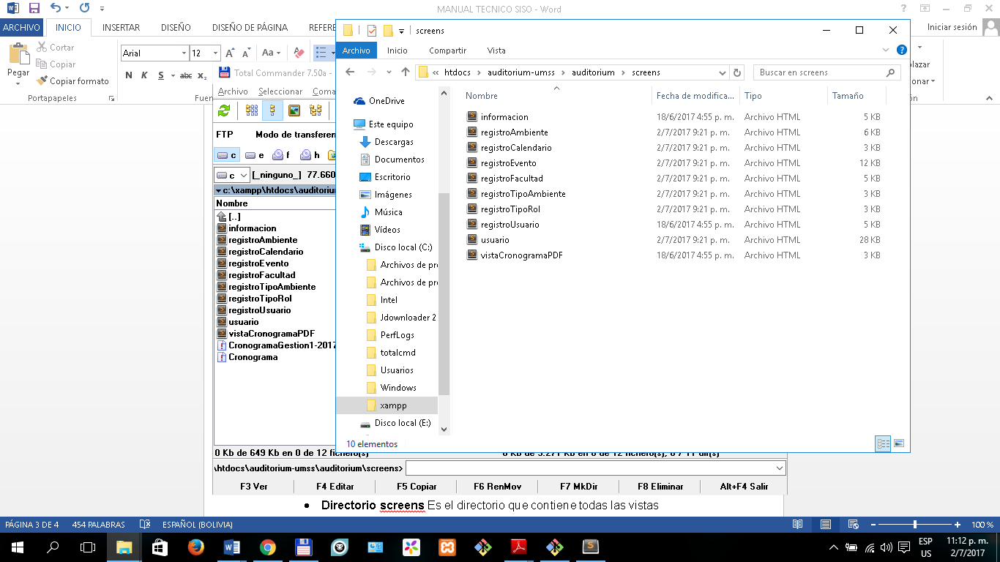 MANUAL TECNICO SISO - Word
ARCHIVO INICIO INSERTAR DISEÑO DISEÑO DE PÁGINA REFERE
Iniciar sesión
Pegar
Cortar
Copiar
Copiar formato
Portapapeles
Arial 12
N K S abc x₂
Fuen
Total Commander 7.50a -
Archivo Seleccionar Coma
FTP Modo de transferen
c e f h
c [_ninguno_] 77.660
c:\xampp\htdocs\auditoriu
Nombre
[..]
informacion
registroAmbiente
registroCalendario
registroEvento
registroFacultad
registroTipoAmbiente
registroTipoRol
registroUsuario
usuario
vistaCronogramaPDF
CronogramaGestion1-2017
Cronograma
0 Kb de 649 Kb en 0 de 12 fichero(s)
\htdocs\auditorium-umss\auditorium\screens>
F3 Ver F4 Editar F5 Copiar F6 RenMov F7 MkDir F8 Eliminar Alt+F4 Salir
screens
Archivo Inicio Compartir Vista
« htdocs › auditorium-umss › auditorium › screens
Buscar en screens
OneDrive
Este equipo
Descargas
Documentos
Escritorio
Imágenes
Música
Vídeos
Disco local (C:)
Archivos de pro
Archivos de pro
Intel
Jdownloader 2
PerfLogs
totalcmd
Usuarios
Windows
xampp
Disco local (E:)
Nombre Fecha de modifica... Tipo Tamaño
informacion 18/6/2017 4:55 p. m. Archivo HTML 5 KB
registroAmbiente 2/7/2017 9:21 p. m. Archivo HTML 6 KB
registroCalendario 2/7/2017 9:21 p. m. Archivo HTML 3 KB
registroEvento 2/7/2017 9:21 p. m. Archivo HTML 12 KB
registroFacultad 2/7/2017 9:21 p. m. Archivo HTML 5 KB
registroTipoAmbiente 2/7/2017 9:21 p. m. Archivo HTML 3 KB
registroTipoRol 2/7/2017 9:21 p. m. Archivo HTML 3 KB
registroUsuario 18/6/2017 4:55 p. m. Archivo HTML 5 KB
usuario 2/7/2017 9:21 p. m. Archivo HTML 28 KB
vistaCronogramaPDF 18/6/2017 4:55 p. m. Archivo HTML 3 KB
10 elementos
plazar
onar
ón
Directorio screens Es el directorio que contiene todas las vistas
PÁGINA 3 DE 4 454 PALABRAS ESPAÑOL (BOLIVIA) 100 %
ESP
US
11:12 p. m.
2/7/2017